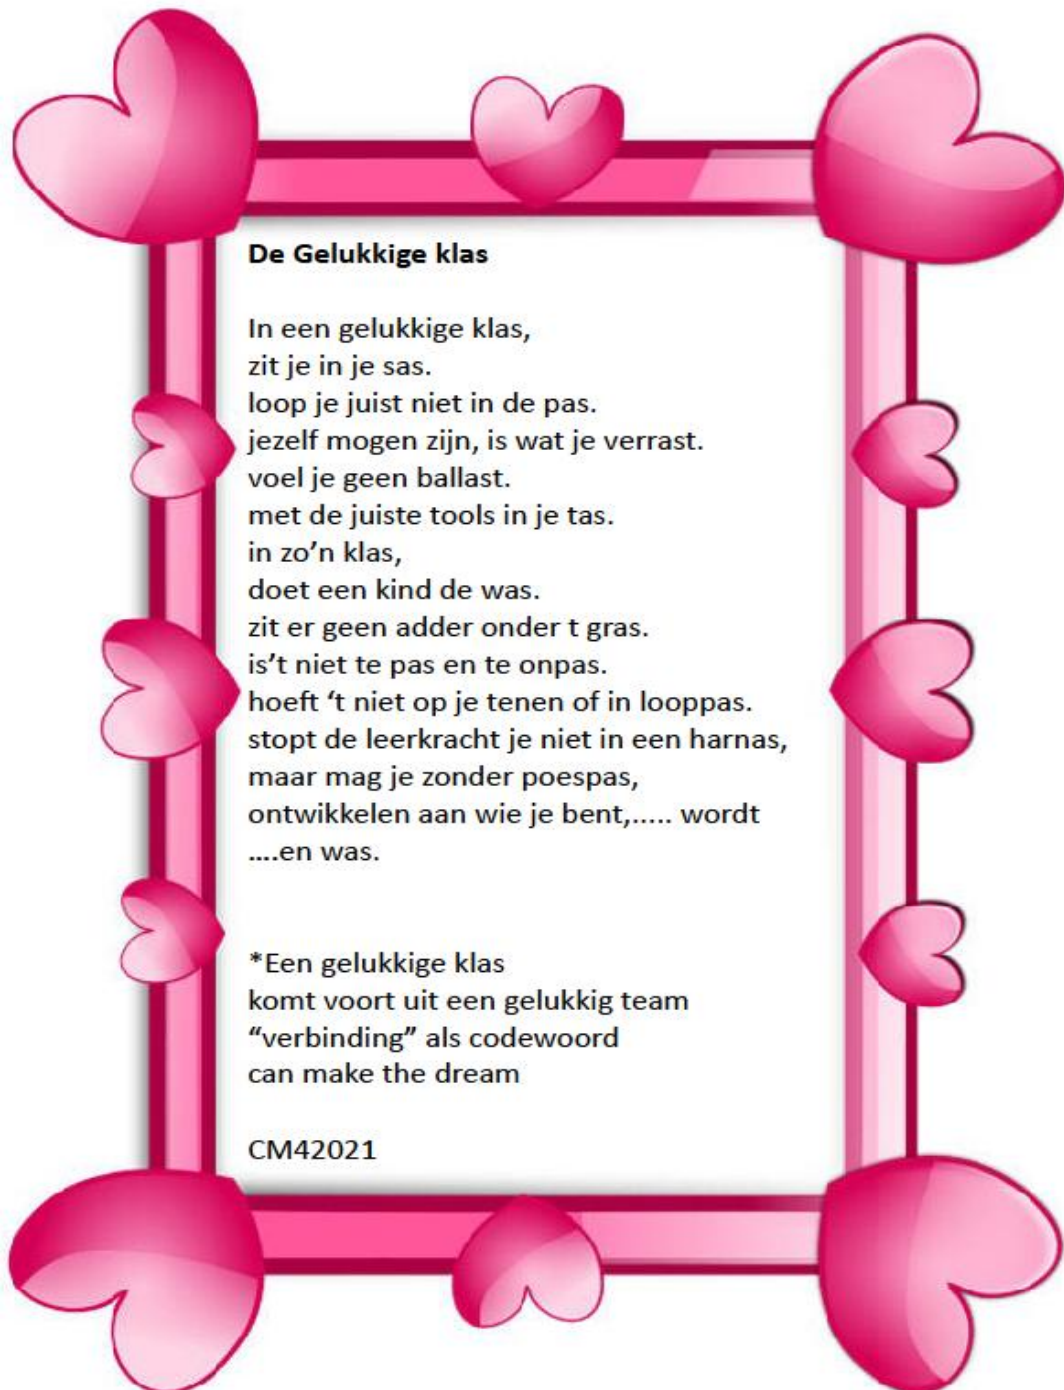 De Gelukkige klas
In een gelukkige klas,
zit je in je sas.
loop je juist niet in de pas.
jezelf mogen zijn, is wat je verrast.
voel je geen ballast.
met de juiste tools in je tas.
in zo’n klas,
doet een kind de was.
zit er geen adder onder t gras.
is’t niet te pas en te onpas.
hoeft ‘t niet op je tenen of in looppas.
stopt de leerkracht je niet in een harnas,
maar mag je zonder poespas,
ontwikkelen aan wie je bent,..... wordt
....en was.
*Een gelukkige klas
komt voort uit een gelukkig team
“verbinding” als codewoord
can make the dream
CM42021